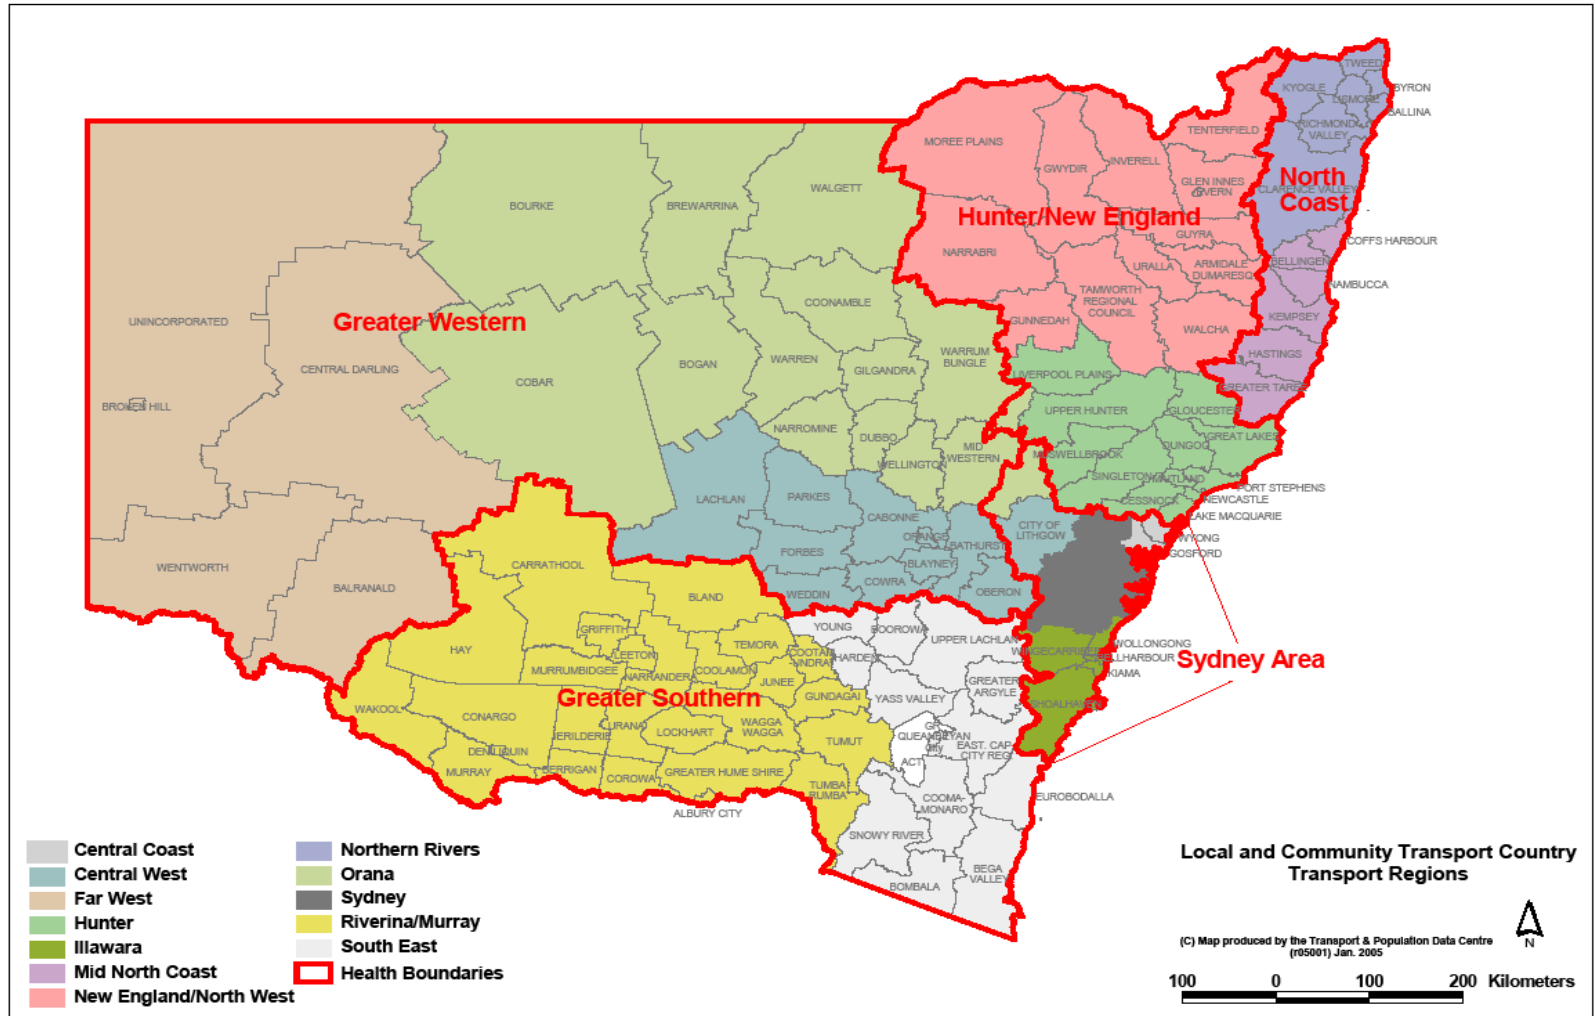 TWEED
KYOGLE
BYRON
LISMORE
BALLINA
RICHMOND
VALLEY
TENTERFIELD
MOREE PLAINS
INVERELL
GWYDIR
GLEN INNES
SEVERN
North
Coast
CLARENCE VALLEY
WALGETT
BOURKE
BREWARRINA
Hunter/New England
GUYRA
COFFS HARBOUR
NARRABRI
URALLA
ARMIDALE
DUMARESQ
BELLINGEN
NAMBUCCA
TAMWORTH
REGIONAL
COUNCIL
COONAMBLE
UNINCORPORATED
Greater Western
GUNNEDAH
WALCHA
KEMPSEY
WARREN
WARRUM
BUNGLE
HASTINGS
BOGAN
CENTRAL DARLING
GILGANDRA
LIVERPOOL PLAINS
COBAR
GREATER TAREE
BROKEN HILL
UPPER HUNTER
GLOUCESTER
NARROMINE
DUBBO
GREAT LAKES
MID
WESTERN
DUNGOG
MUSWELLBROOK
WELLINGTON
SINGLETON
MAITLAND
LACHLAN
PARKES
PORT STEPHENS
CESSNOCK
NEWCASTLE
CABONNE
LAKE MACQUARIE
CITY OF
LITHGOW
ORANGE
BATHURST
WYONG
GOSFORD
FORBES
BLAYNEY
CARRATHOOL
WENTWORTH
BALRANALD
COWRA
OBERON
WEDDIN
BLAND
YOUNG
BOOROWA
UPPER LACHLAN
GRIFFITH
TEMORA
WOLLONGONG
HAY
LEETON
COOTAM
UNDRA
HARDEN
WINGECARRIBEE
SHELLHARBOUR
Sydney Area
MURRUMBIDGEE
NARRANDERA
COOLAMON
JUNEE
KIAMA
GREATER
ARGYLE
Greater Southern
GUNDAGAI
YASS VALLEY
SHOALHAVEN
WAKOOL
CONARGO
URANA
LOCKHART
WAGGA
WAGGA
JERILDERIE
TUMUT
QUEANBEYAN
City
EAST. CAP.
CITY REG
DENILIQUIN
ACT
MURRAY
BERRIGAN
COROWA
GREATER HUME SHIRE
TUMBA
RUMBA
COOMA-
MONARO
EUROBODALLA
ALBURY CITY
SNOWY RIVER
BEGA
VALLEY
BOMBALA
Central Coast
Central West
Far West
Hunter
Illawara
Mid North Coast
New England/North West
Northern Rivers
Orana
Sydney
Riverina/Murray
South East
Health Boundaries
Local and Community Transport Country
Transport Regions
(C) Map produced by the Transport & Population Data Centre
(r05001) Jan. 2005
N
100 0 100 200 Kilometers